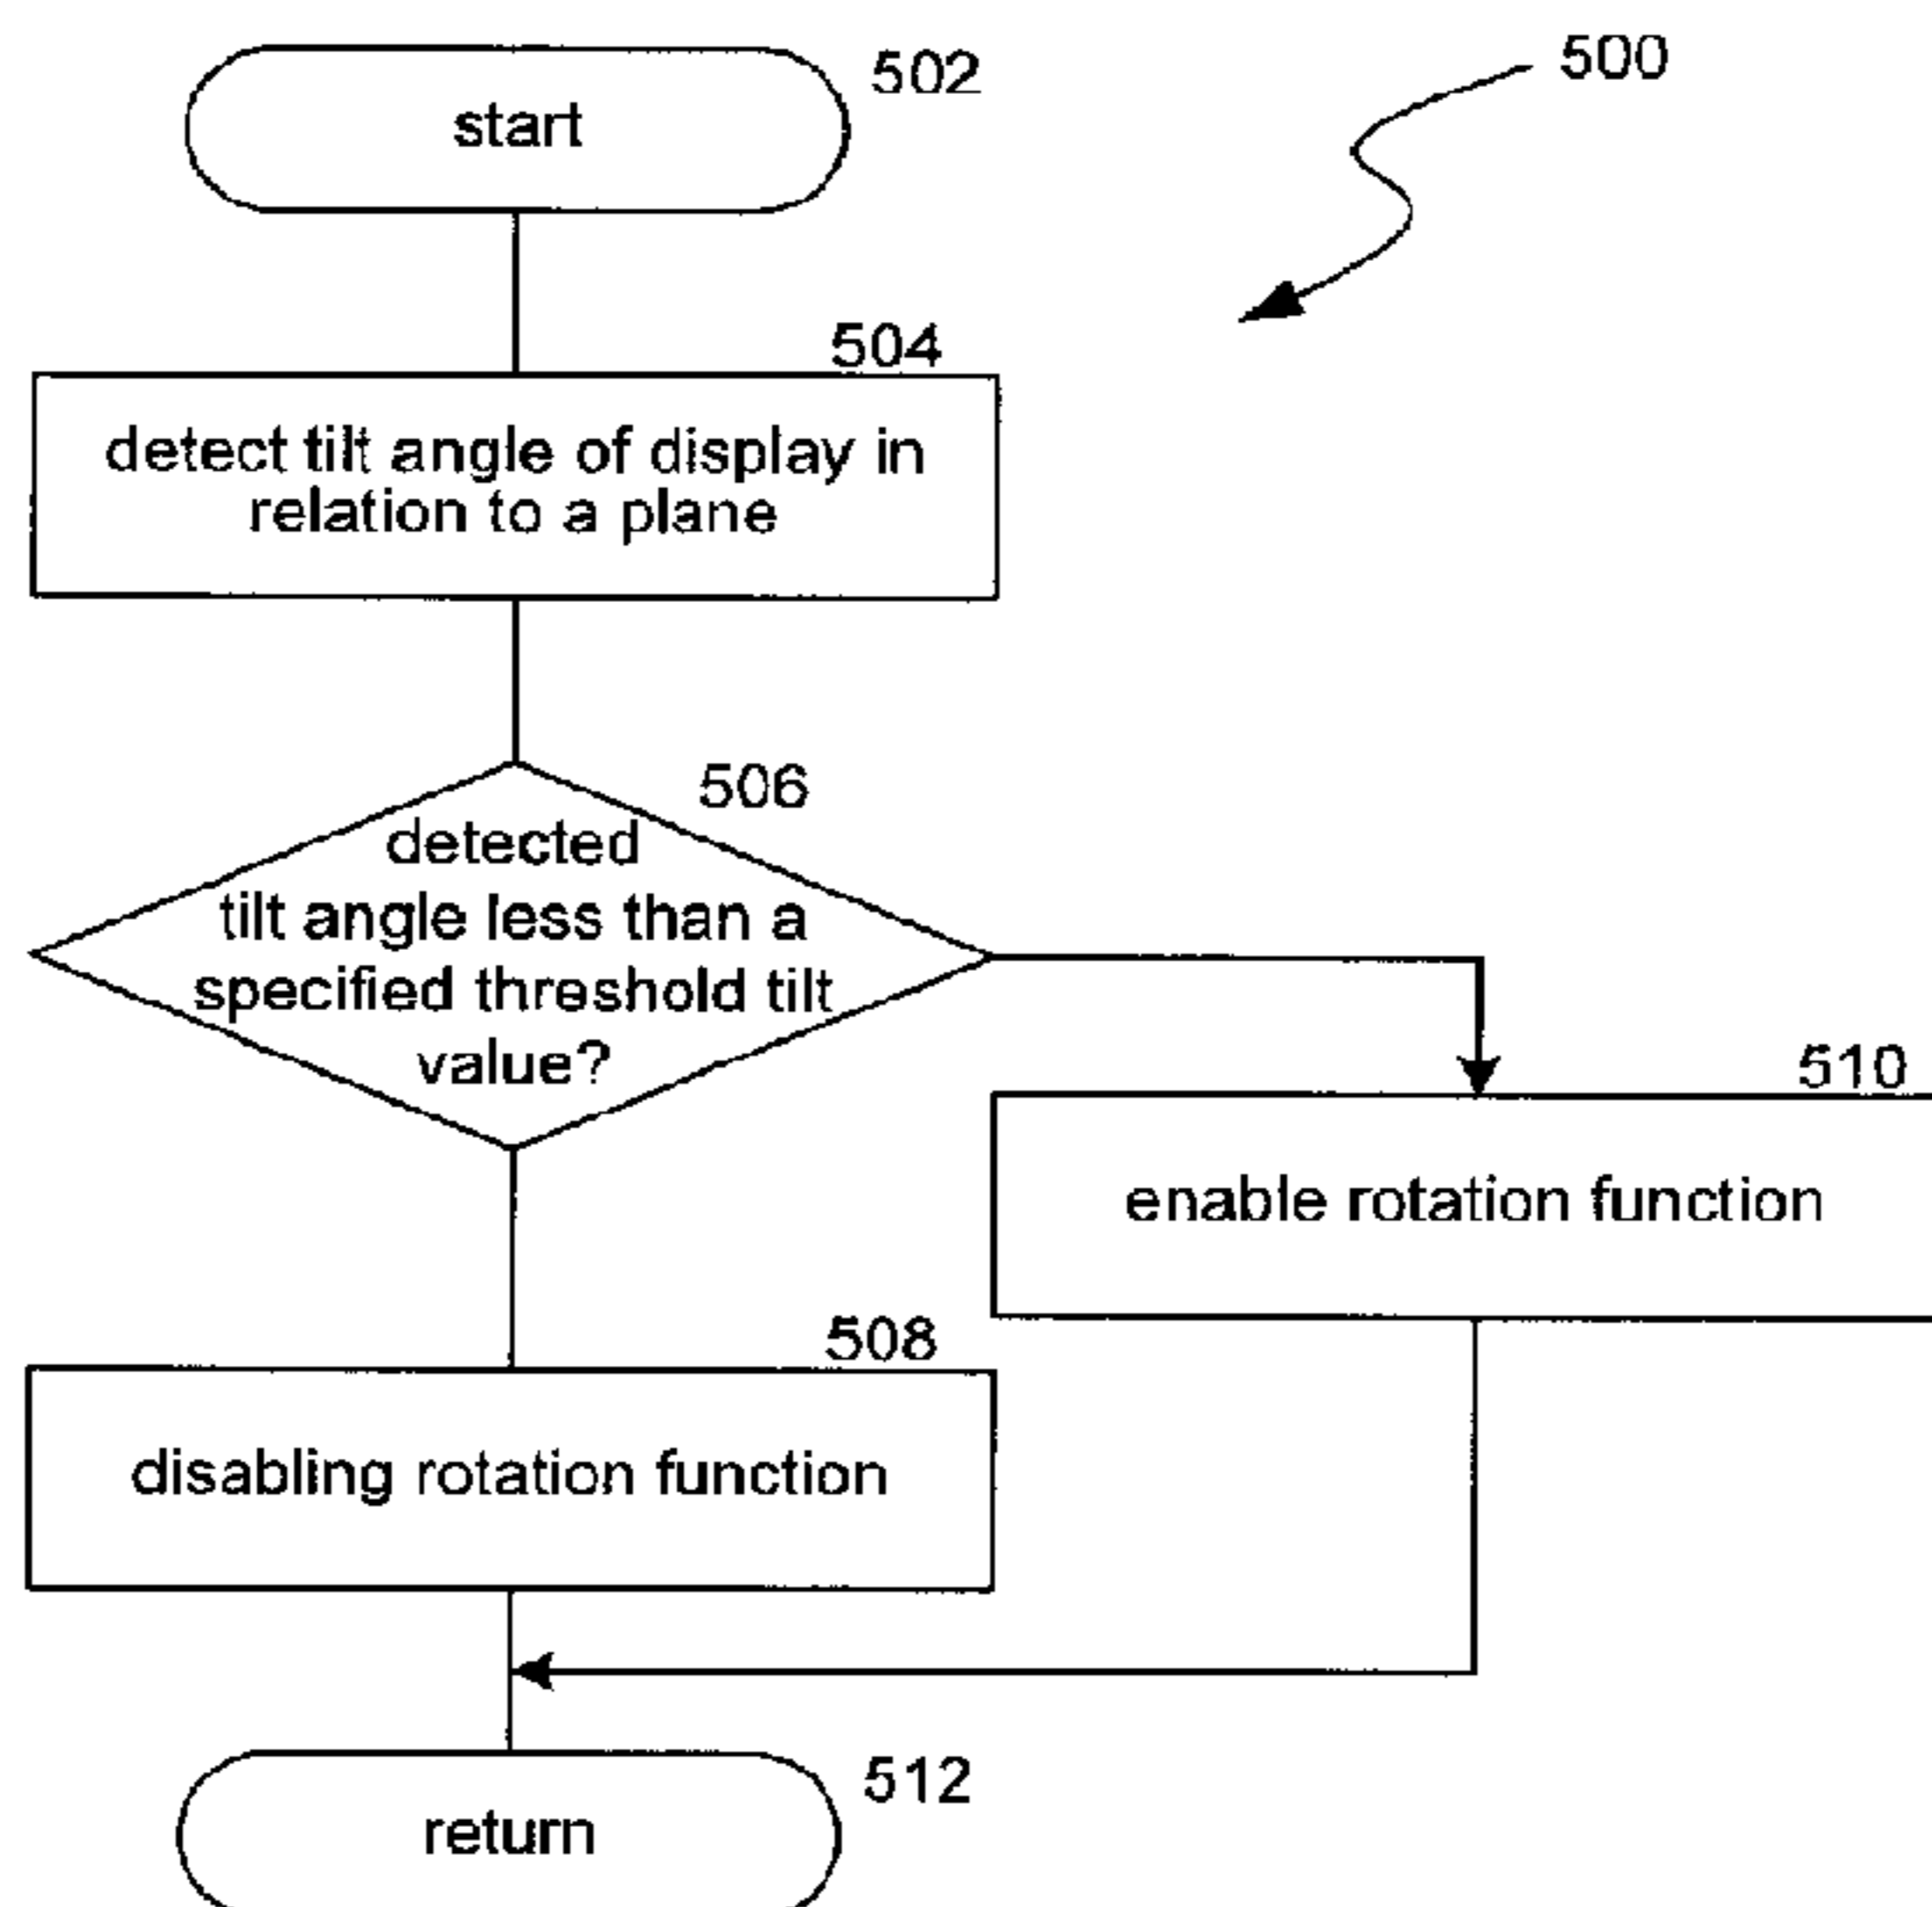 500
502
start
504
detect tilt angle of display in
relation to a plane
506
detected
tilt angle less than a
specified threshold tilt
value?
510
enable rotation function
508
disabling rotation function
512
return